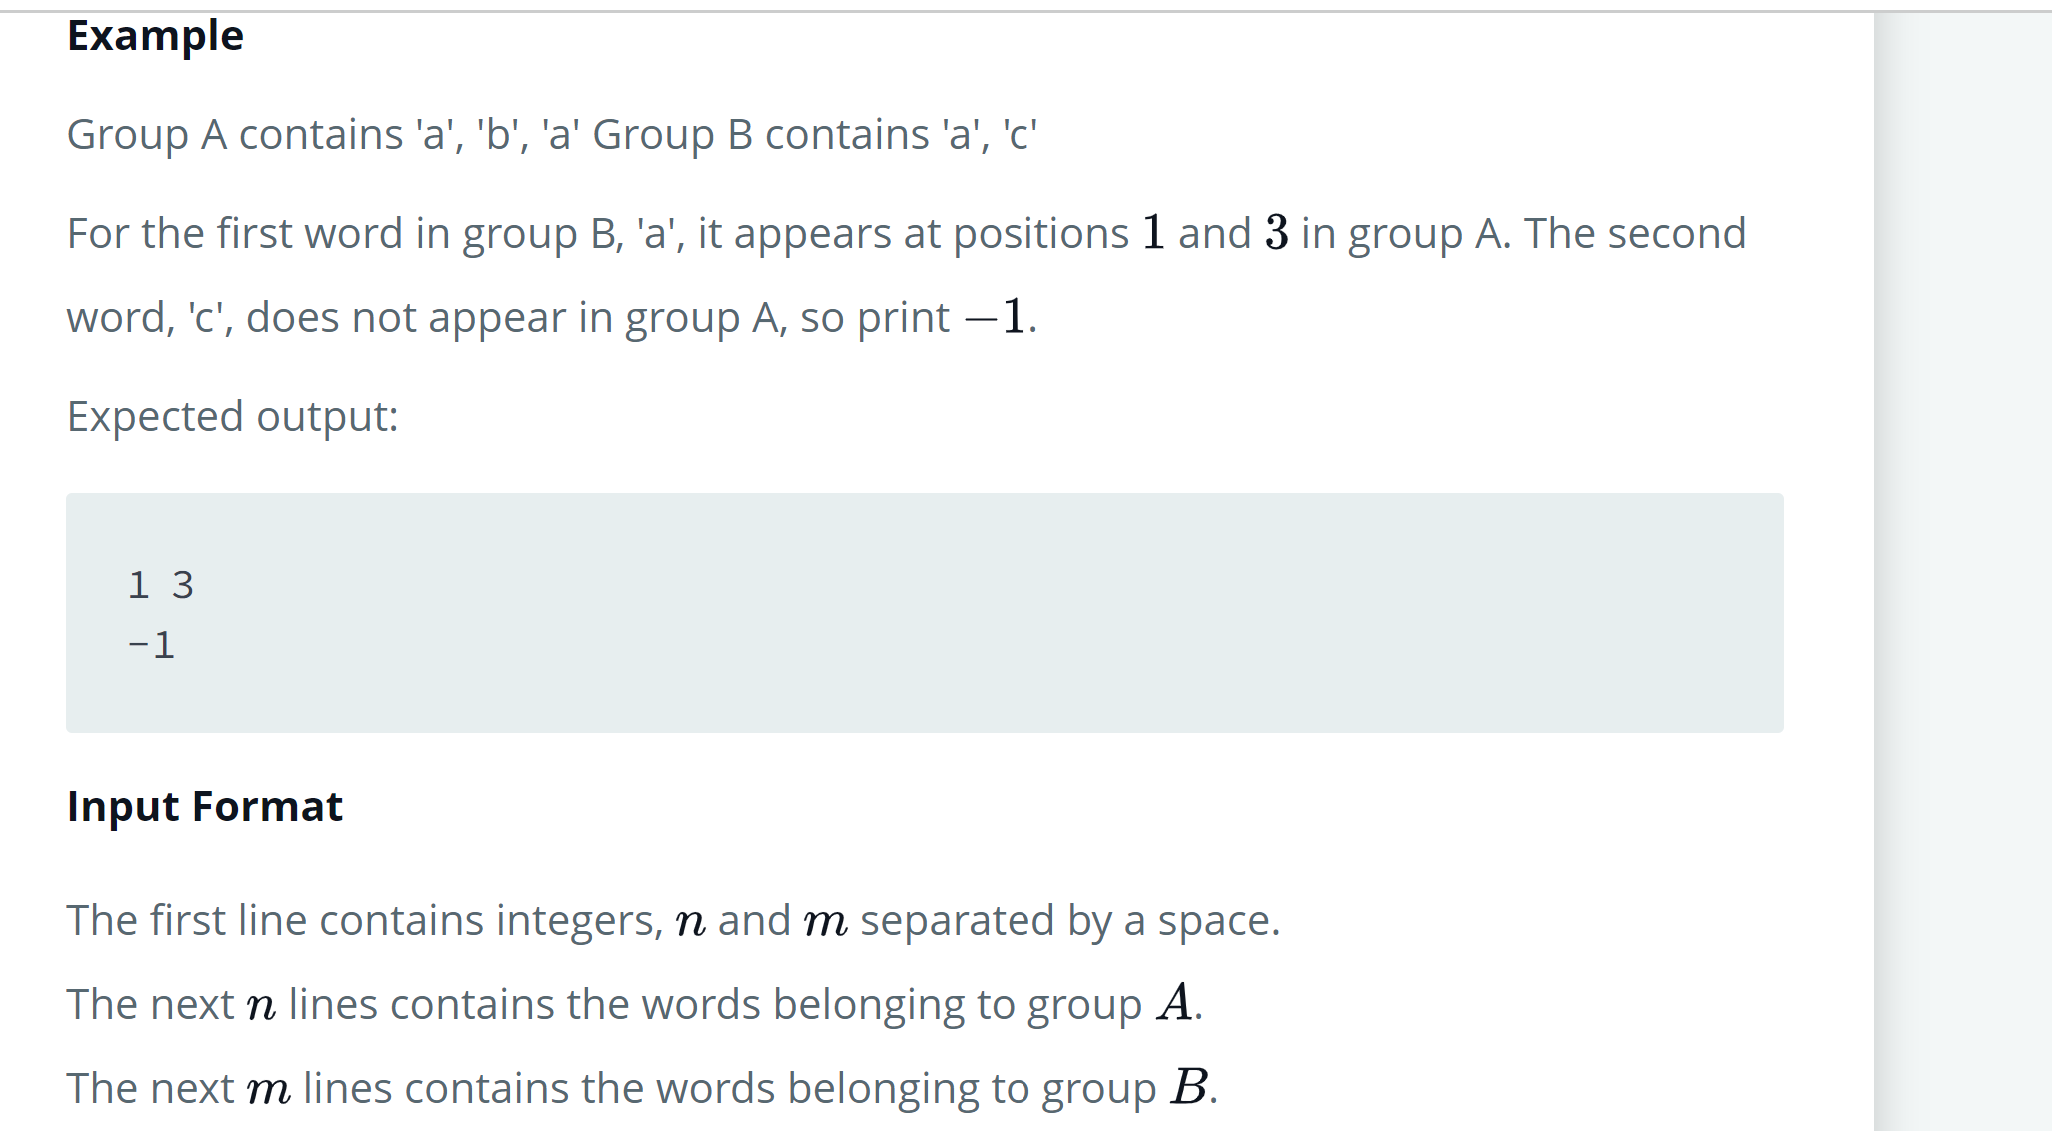 Example
Group A contains 'a', 'b', 'a' Group B contains 'a', 'c'
For the first word in group B, 'a', it appears at positions 1 and 3 in group A. The second
word, 'c', does not appear in group A, so print −1.
Expected output:
1 3
-1
Input Format
The first line contains integers, n and m separated by a space.
The next n lines contains the words belonging to group A.
The next m lines contains the words belonging to group B.